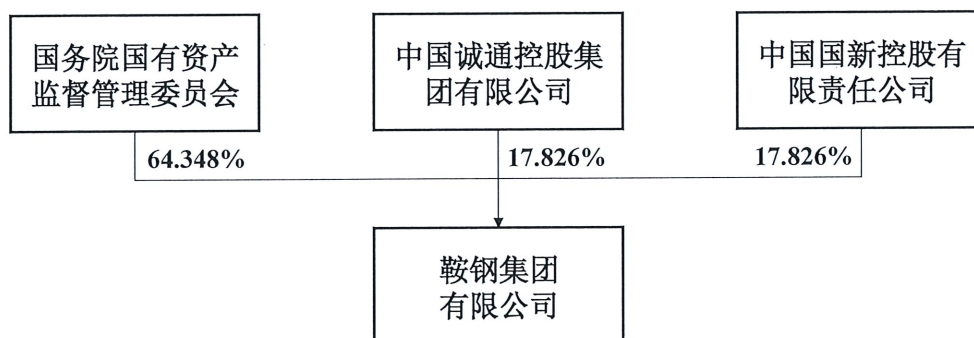 国务院国有资产
监督管理委员会
中国诚通控股集
团有限公司
中国国新控股有
限责任公司
64.348%
17.826%
17.826%
鞍钢集团
有限公司